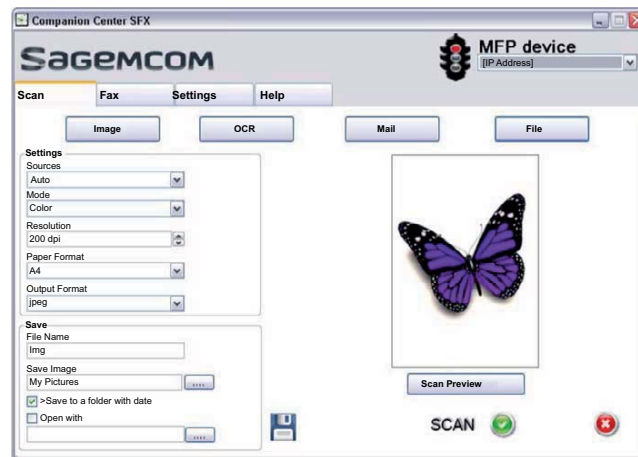 Companion Center SFX
Sagemcom
MFP device
[IP Address]
Scan Fax Settings Help
Image OCR Mail File
Settings
Sources
Auto
Mode
Color
Resolution
200 dpi
Paper Format
A4
Output Format
jpeg
Save
File Name
Img
Save Image
My Pictures ....
>Save to a folder with date
Open with
....
Scan Preview
SCAN